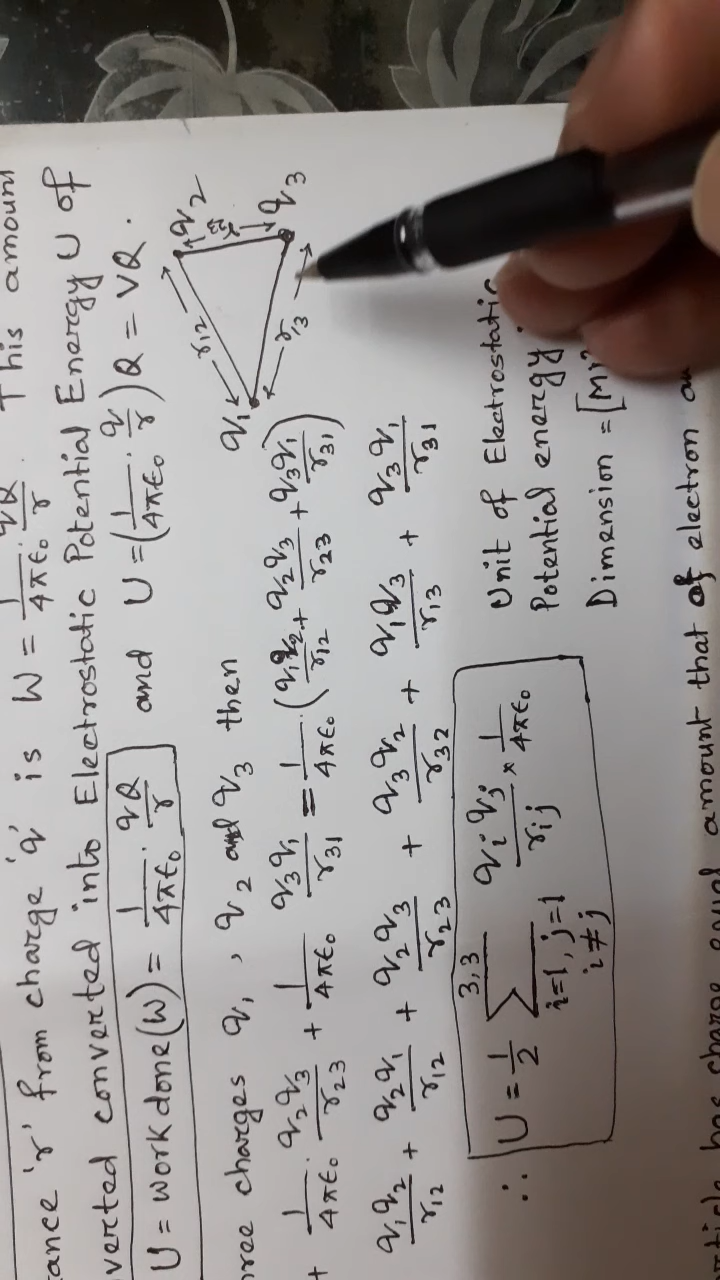 This amount
tance 'r' from charge 'q' is W = 1/4πϵ₀ · qQ/r.
verted converted into Electrostatic Potential Energy U of
U = work done (W) = 1/4πϵ₀ · qQ/r and U = (1/4πϵ₀ · q/r) Q = VQ.
ree charges q₁, q₂ and q₃ then
q₁ q₂ q₃ r₁₂ r₁₃
+ 1/4πϵ₀ · q₂q₃/r₂₃ + 1/4πϵ₀ q₃q₁/r₃₁ = 1/4πϵ₀ · (q₁q₂/r₁₂ + q₂q₃/r₂₃ + q₃q₁/r₃₁)
q₁q₂/r₁₂ + q₂q₁/r₁₂ + q₂q₃/r₂₃ + q₃q₂/r₃₂ + q₁q₃/r₁₃ + q₃q₁/r₃₁
∴ U = 1/2 3,3 ∑ i=1, j=1 i≠j qᵢqⱼ/rᵢⱼ × 1/4πϵ₀
Unit of Electrostatic
Potential energy
Dimension = [M
charge equal amount that of electron